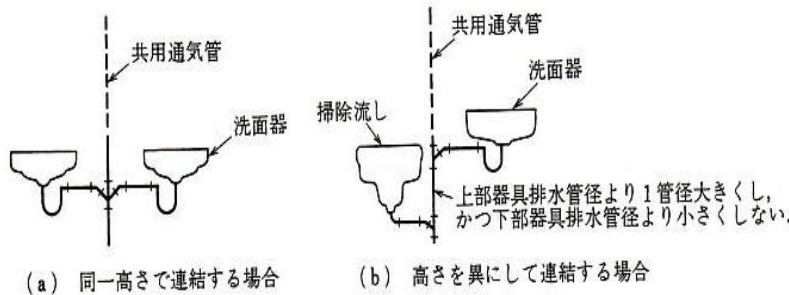 共用通気管
洗面器
(a) 同一高さで連結する場合
共用通気管
洗面器
掃除流し
上部器具排水管径より1管径大きくし,
かつ下部器具排水管径より小さくしない.
(b) 高さを異にして連結する場合